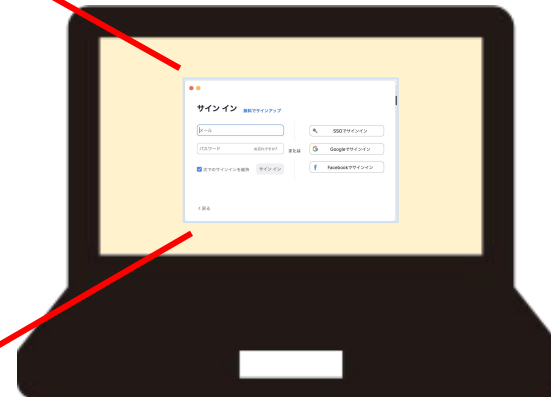 サイン イン 無料でサインアップ
メール
パスワード お忘れですか?
次でのサインインを維持 サイン イン
または
SSOでサインイン
Googleでサインイン
Facebookでサインイン
< 戻る